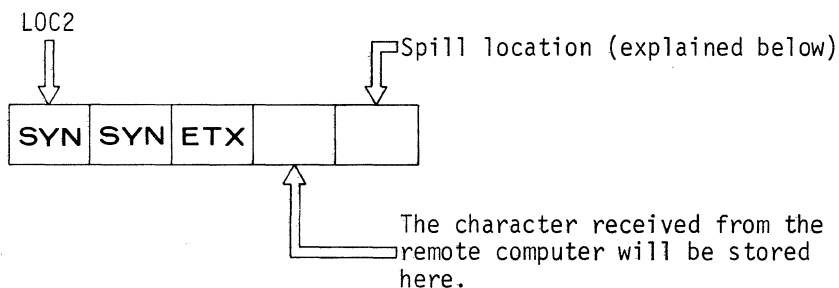 LOC2
Spill location (explained below)
SYN SYN ETX
The character received from the
remote computer will be stored
here.